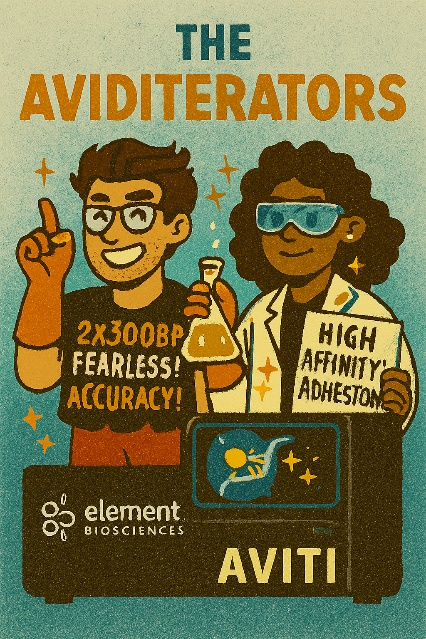 THE
AVIDITERATORS
2X300BP
FEARLESS!
ACCURACY!
HIGH
AFFINITY'
ADHESTON
element
BIOSCIENCES
AVITI